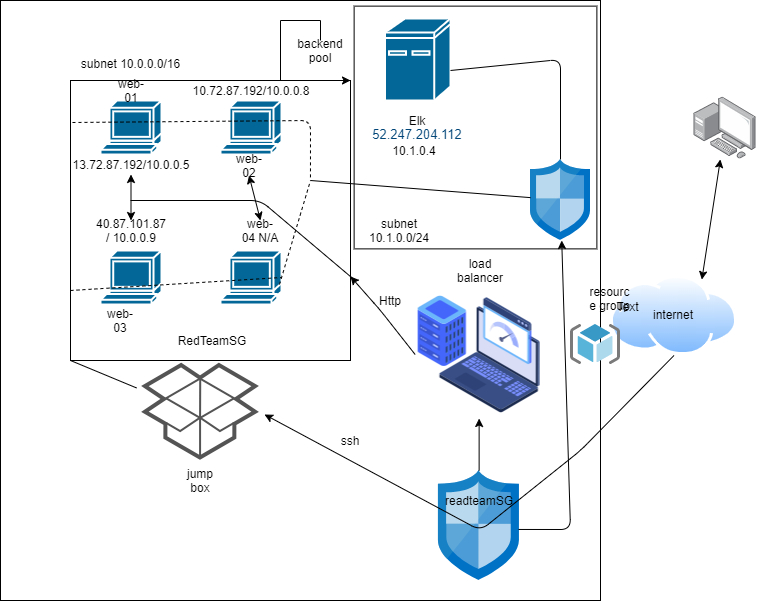 backend
pool
subnet 10.0.0.0/16
web-
01
10.72.87.192/10.0.0.8
Elk
52.247.204.112
10.1.0.4
web-
02
13.72.87.192/10.0.0.5
40.87.101.87
/ 10.0.0.9
web-
04 N/A
subnet
10.1.0.0/24
load
balancer
resourc
e group
Text
internet
Http
web-
03
RedTeamSG
ssh
jump
box
readteamSG